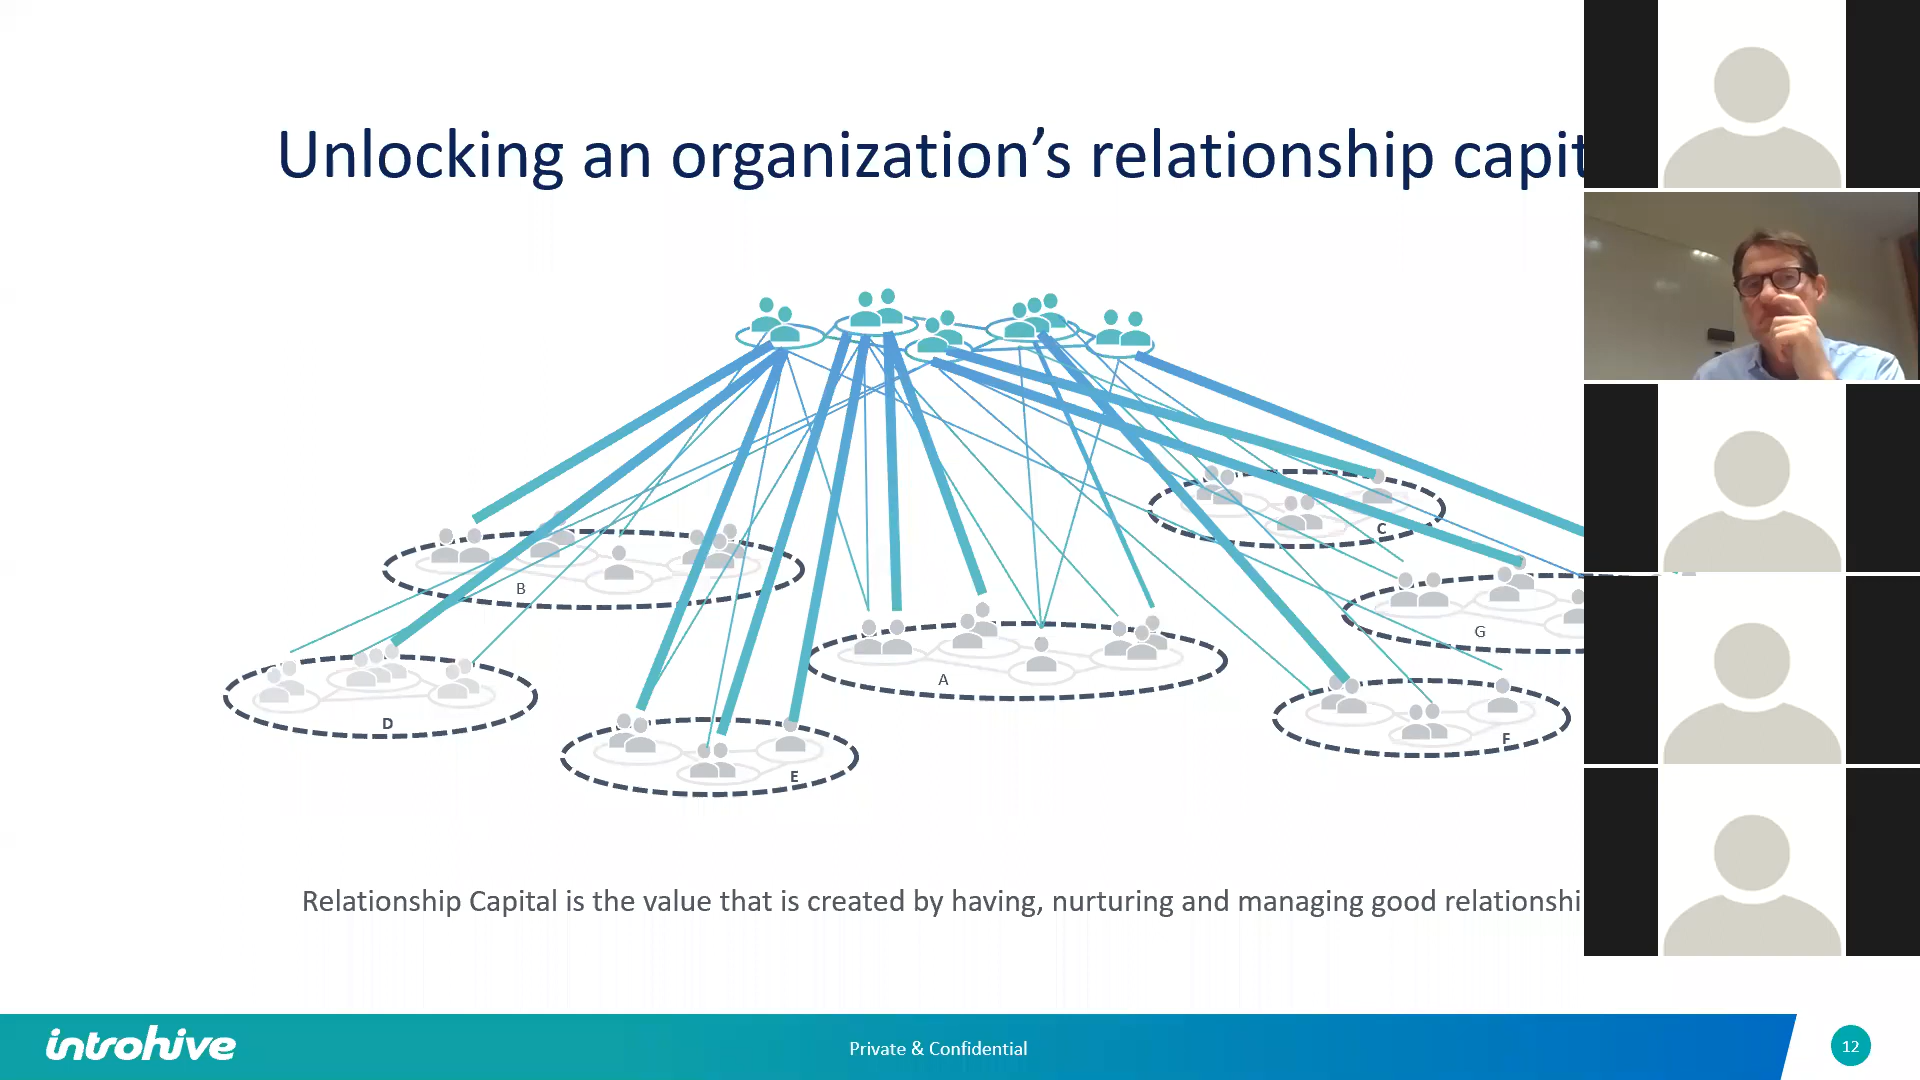 Unlocking an organization’s relationship capit
C
B
G
A
D
F
E
Relationship Capital is the value that is created by having, nurturing and managing good relationshi
introhive
Private & Confidential
12